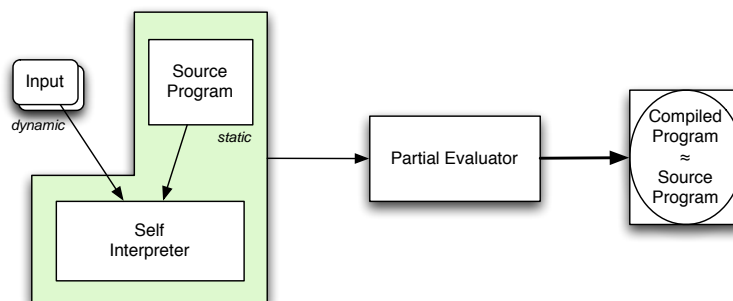 Input
dynamic
Source
Program
static
Self
Interpreter
Partial Evaluator
Compiled
Program
≈
Source
Program